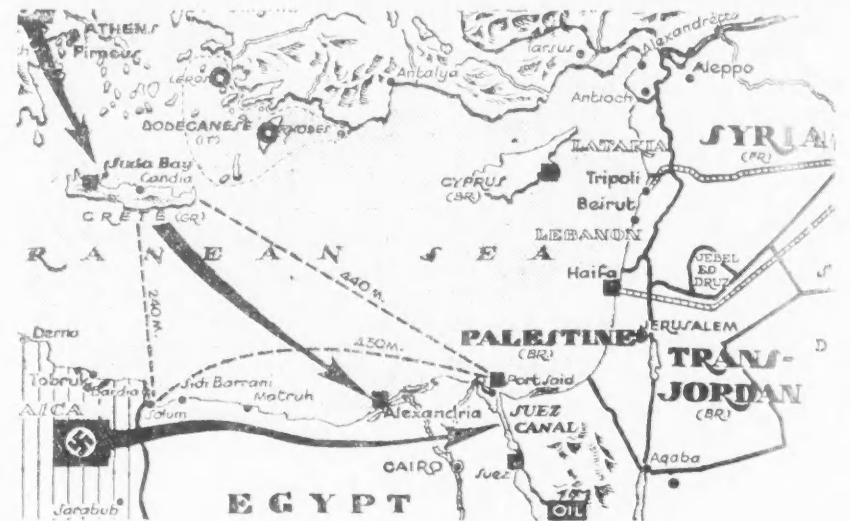 ATHENS
Piræus
LEROS
DODECANESE
(IT)
RHODES
Antalya
Tarsus
Alexandretta
Aleppo
Antioch
SYRIA
(FR)
LATAKIA
CYPRUS
(BR)
Tripoli
Beirut
LEBANON
Suda Bay
Candia
CRETE (GR)
RANEAN SEA
Haifa
JEBEL
ED
DRUZ
440 M.
240 M.
430 M.
PALESTINE
(BR)
JERUSALEM
TRANS-
JORDAN
(BR)
D
Derna
Tobruk
Bardia
Solum
Sidi Barrani
Matruh
Alexandria
Port Said
SUEZ
CANAL
AICA
CAIRO
Suez
Aqaba
Jarabub
EGYPT
OIL